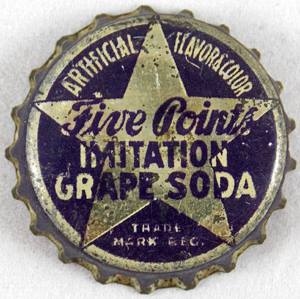 ARTIFICIAL FLAVOR & COLOR
Five Points
IMITATION
GRAPE SODA
TRADE
MARK REG.